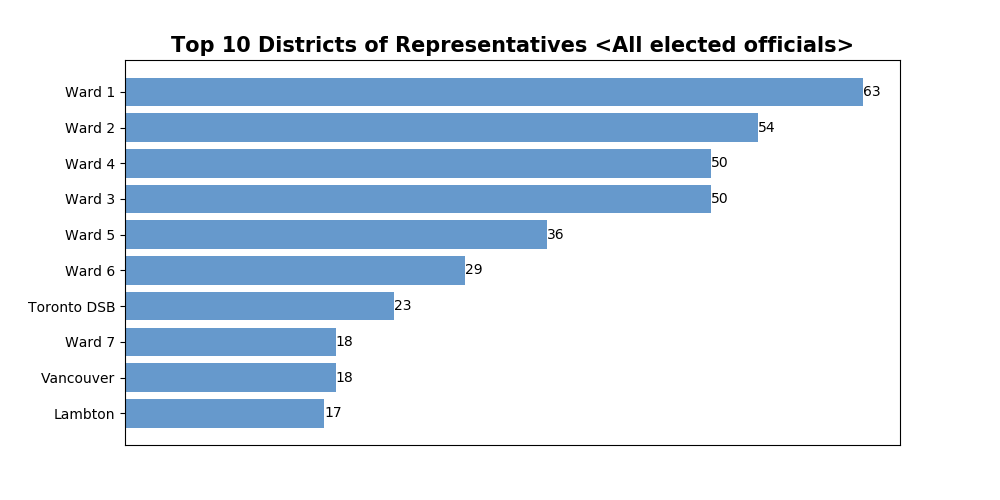 Top 10 Districts of Representatives <All elected officials>
Ward 1 63
Ward 2 54
Ward 4 50
Ward 3 50
Ward 5 36
Ward 6 29
Toronto DSB 23
Ward 7 18
Vancouver 18
Lambton 17